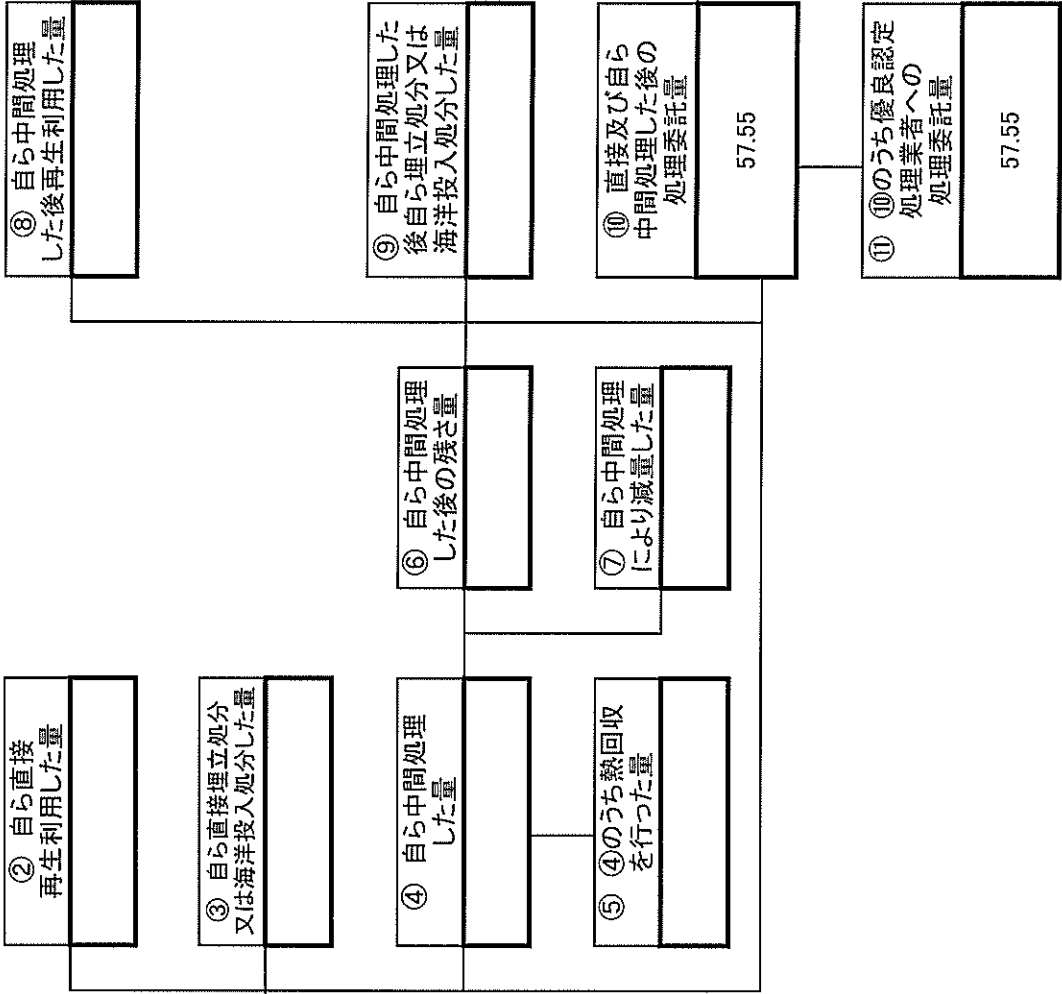 ② 自ら直接
再生利用した量
③ 自ら直接埋立処分
又は海洋投入処分した量
④ 自ら中間処理
した量
⑤ ④のうち熱回収
を行った量
⑥ 自ら中間処理
した後の残さ量
⑦ 自ら中間処理
により減量した量
⑧ 自ら中間処理
した後再生利用した量
⑨ 自ら中間処理した
後自ら埋立処分又は
海洋投入処分した量
⑩ 直接及び自ら
中間処理した後の
処理委託量
57.55
⑪ ⑩のうち優良認定
処理業者への
処理委託量
57.55